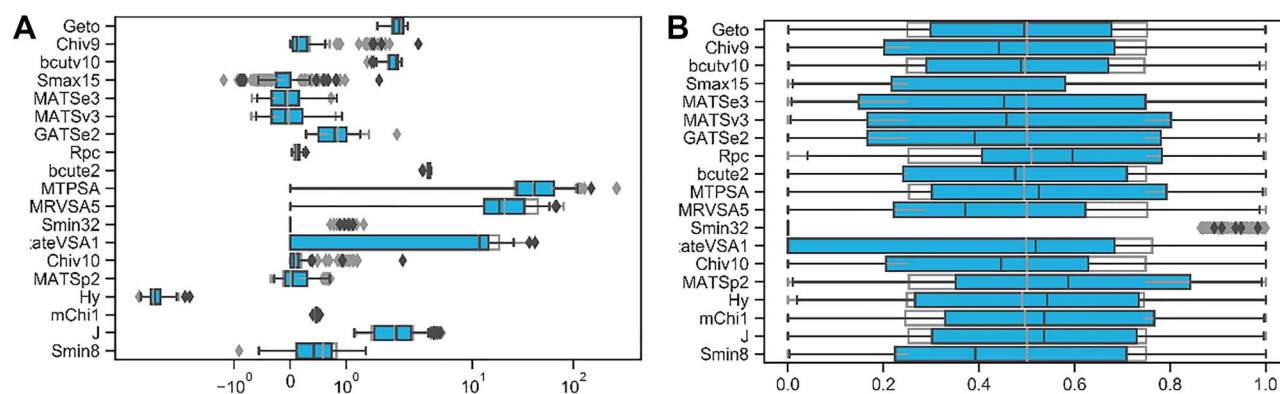 A
Geto
Chiv9
bcutv10
Smax15
MATSe3
MATSv3
GATSe2
Rpc
bcute2
MTPSA
MRVSA5
Smin32
tateVSA1
Chiv10
MATSp2
Hy
mChi1
J
Smin8
−10⁰ 0 10⁰ 10¹ 10²
B
Geto
Chiv9
bcutv10
Smax15
MATSe3
MATSv3
GATSe2
Rpc
bcute2
MTPSA
MRVSA5
Smin32
tateVSA1
Chiv10
MATSp2
Hy
mChi1
J
Smin8
0.0 0.2 0.4 0.6 0.8 1.0